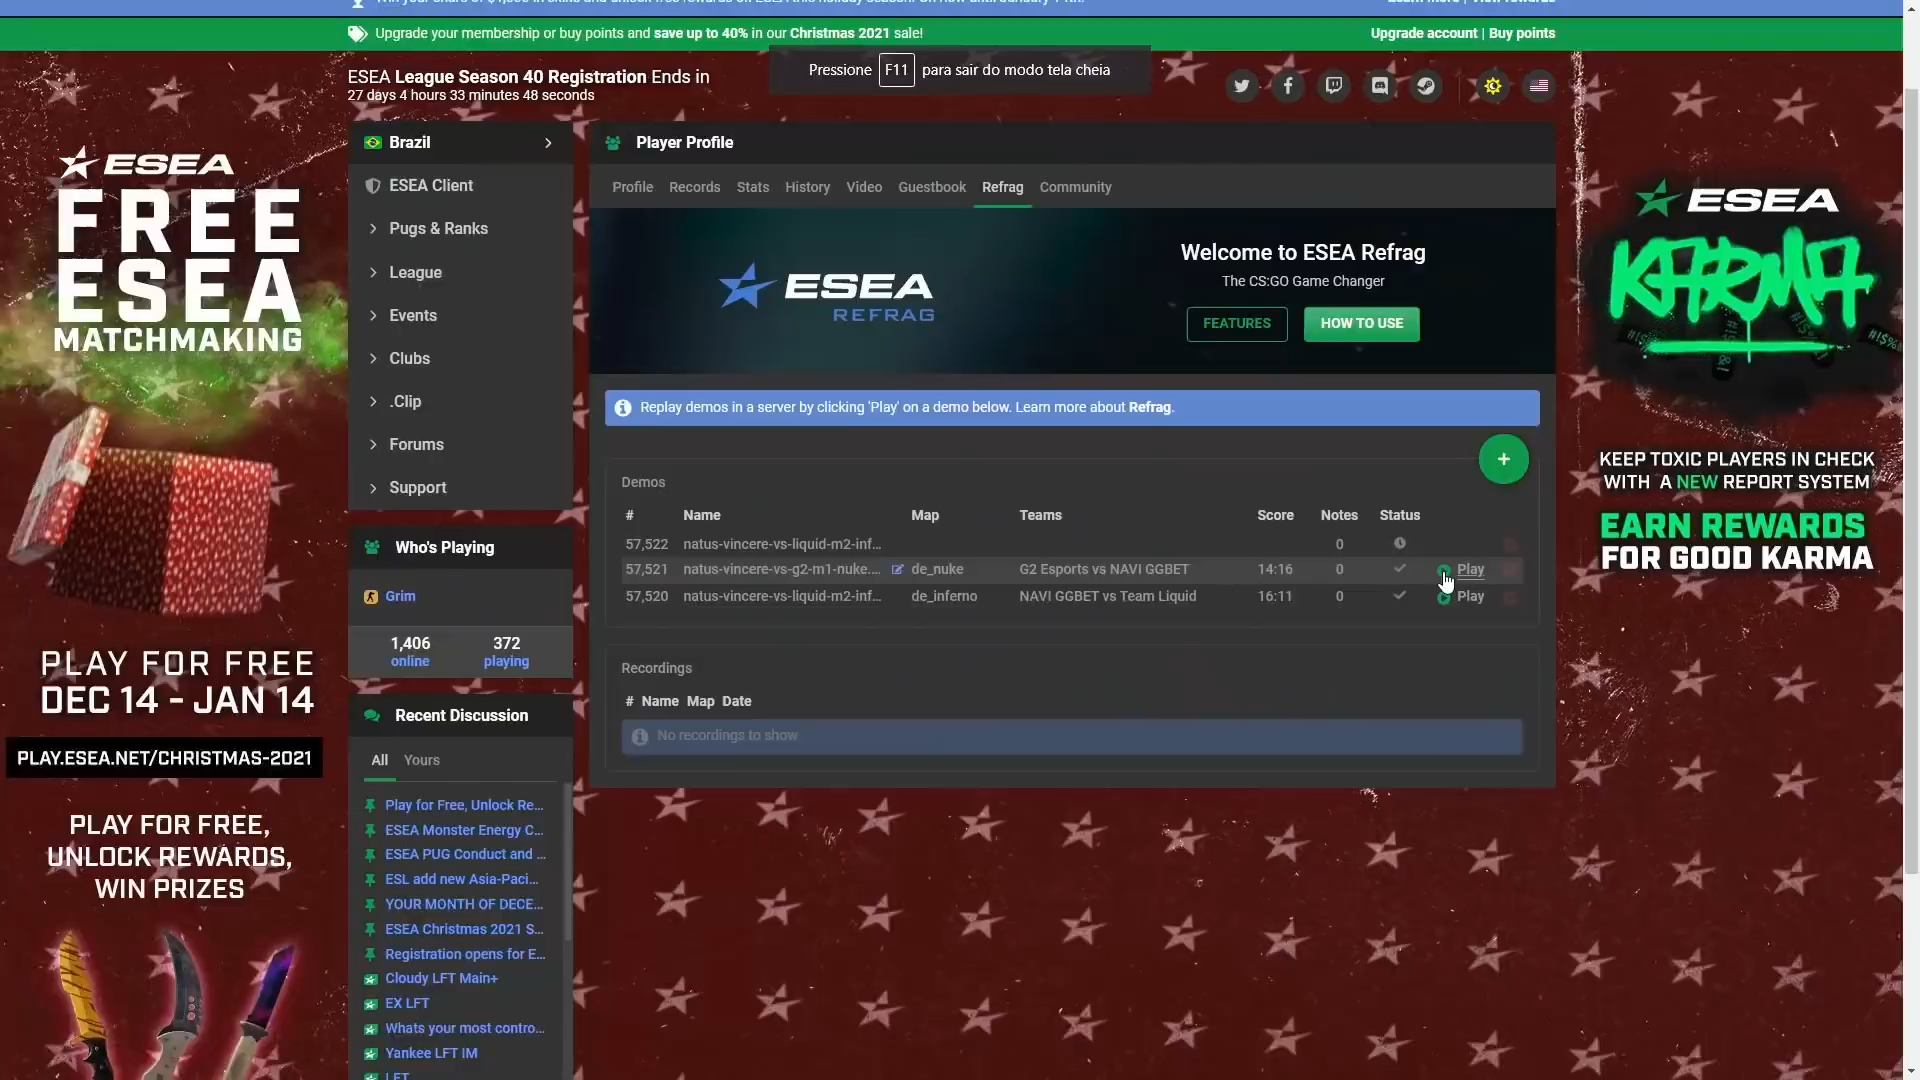 Upgrade your membership or buy points and save up to 40% in our Christmas 2021 sale!
Upgrade account | Buy points
Pressione F11 para sair do modo tela cheia
ESEA League Season 40 Registration Ends in
27 days 4 hours 33 minutes 48 seconds
ESEA
FREE
ESEA
MATCHMAKING
PLAY FOR FREE
DEC 14 - JAN 14
PLAY.ESEA.NET/CHRISTMAS-2021
PLAY FOR FREE,
UNLOCK REWARDS,
WIN PRIZES
Brazil
ESEA Client
Pugs & Ranks
League
Events
Clubs
.Clip
Forums
Support
Who's Playing
Grim
1,406 372
online playing
Recent Discussion
All Yours
Play for Free, Unlock Re...
ESEA Monster Energy C...
ESEA PUG Conduct and ...
ESL add new Asia-Paci...
YOUR MONTH OF DECE...
ESEA Christmas 2021 S...
Registration opens for E...
Cloudy LFT Main+
EX LFT
Whats your most contro...
Yankee LFT IM
LFT
Player Profile
Profile Records Stats History Video Guestbook Refrag Community
ESEA
REFRAG
Welcome to ESEA Refrag
The CS:GO Game Changer
FEATURES HOW TO USE
Replay demos in a server by clicking 'Play' on a demo below. Learn more about Refrag.
+
Demos
# Name Map Teams Score Notes Status
57,522 natus-vincere-vs-liquid-m2-inf... 0
57,521 natus-vincere-vs-g2-m1-nuke.... de_nuke G2 Esports vs NAVI GGBET 14:16 0 Play
57,520 natus-vincere-vs-liquid-m2-inf... de_inferno NAVI GGBET vs Team Liquid 16:11 0 Play
Recordings
# Name Map Date
No recordings to show
ESEA
KARMA
KEEP TOXIC PLAYERS IN CHECK
WITH A NEW REPORT SYSTEM
EARN REWARDS
FOR GOOD KARMA